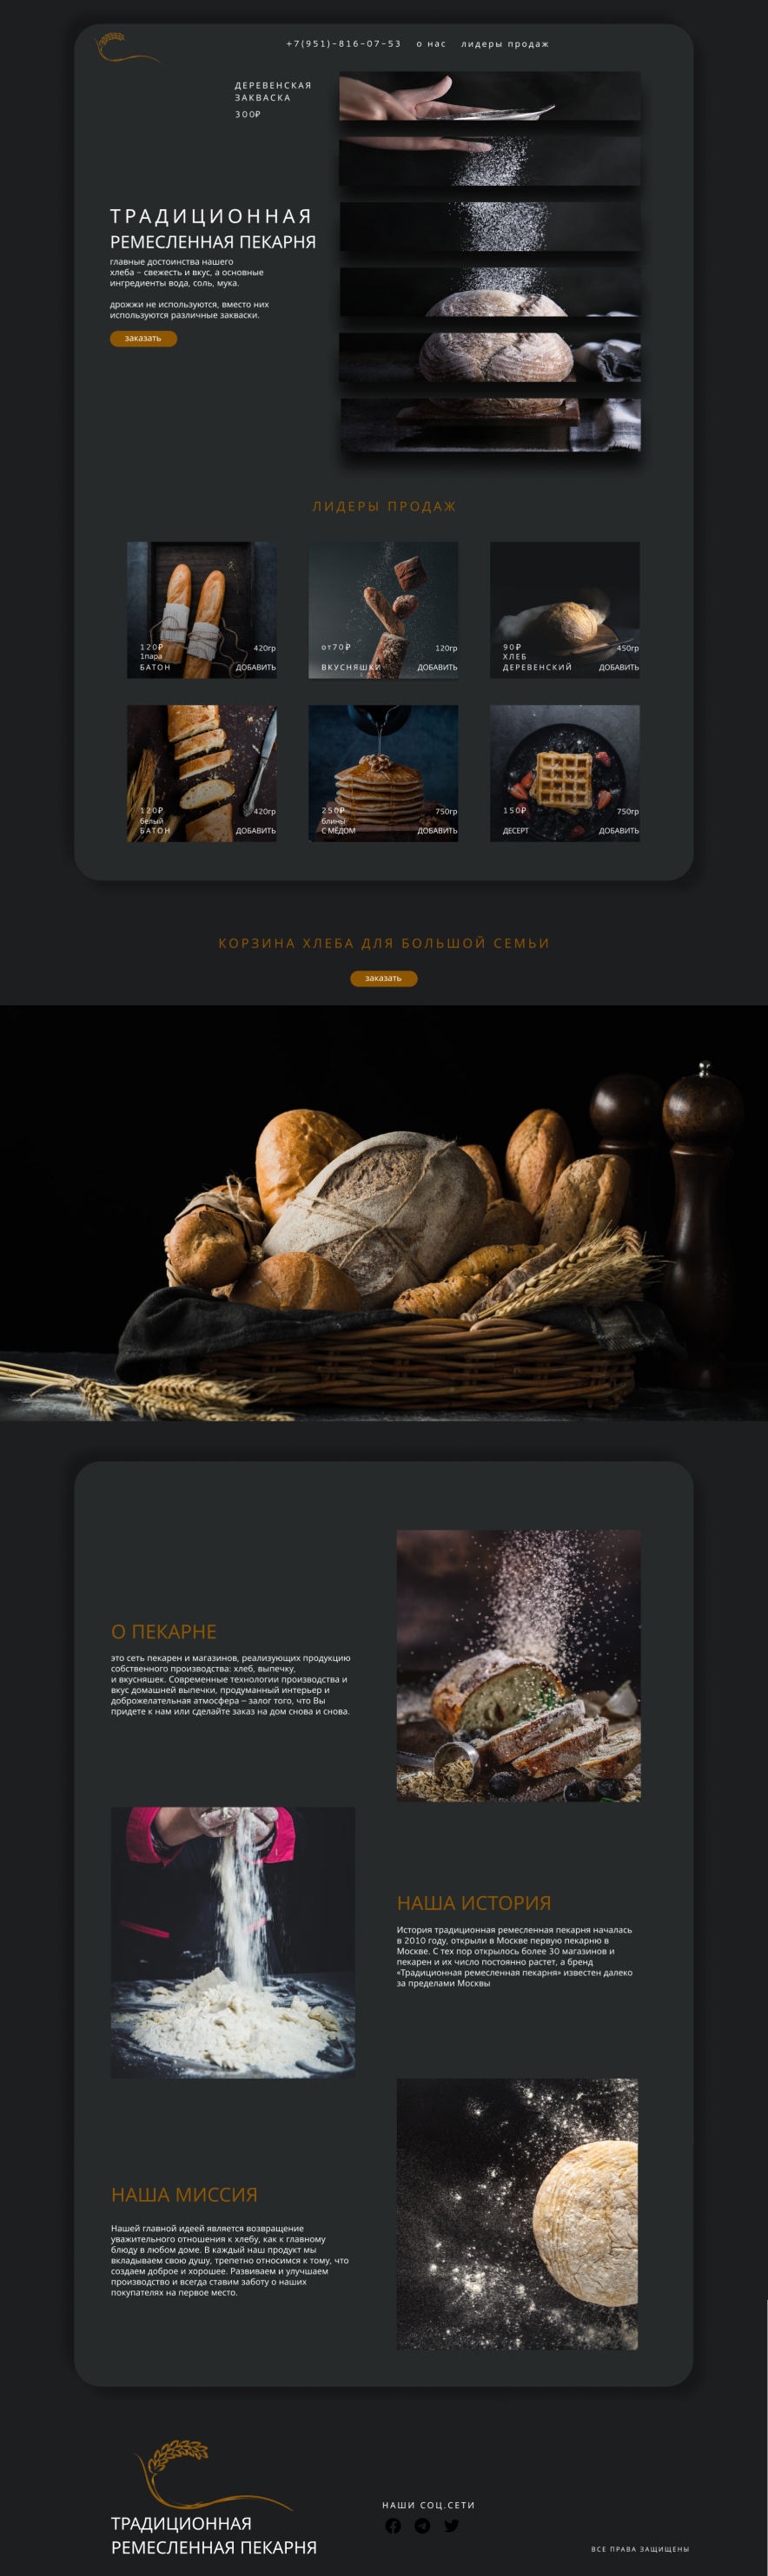 +7(951)-816-07-53 о нас лидеры продаж
ДЕРЕВЕНСКАЯ
ЗАКВАСКА
300₽
ТРАДИЦИОННАЯ
РЕМЕСЛЕННАЯ ПЕКАРНЯ
главные достоинства нашего
хлеба – свежесть и вкус, а основные
ингредиенты вода, соль, мука.
дрожжи не используются, вместо них
используются различные закваски.
заказать
ЛИДЕРЫ ПРОДАЖ
120₽ 420гр
1пара
БАТОН ДОБАВИТЬ
от70₽ 120гр
ВКУСНЯШКИ ДОБАВИТЬ
90₽ 450гр
ХЛЕБ
ДЕРЕВЕНСКИЙ ДОБАВИТЬ
120₽ 420гр
белый
БАТОН ДОБАВИТЬ
250₽ 750гр
блины
С МЁДОМ ДОБАВИТЬ
150₽ 750гр
ДЕСЕРТ ДОБАВИТЬ
КОРЗИНА ХЛЕБА ДЛЯ БОЛЬШОЙ СЕМЬИ
заказать
О ПЕКАРНЕ
это сеть пекарен и магазинов, реализующих продукцию
собственного производства: хлеб, выпечку,
и вкусняшек. Современные технологии производства и
вкус домашней выпечки, продуманный интерьер и
доброжелательная атмосфера – залог того, что Вы
придете к нам или сделайте заказ на дом снова и снова.
НАША ИСТОРИЯ
История традиционная ремесленная пекарня началась
в 2010 году, открыли в Москве первую пекарню в
Москве. С тех пор открылось более 30 магазинов и
пекарен и их число постоянно растет, а бренд
«Традиционная ремесленная пекарня» известен далеко
за пределами Москвы
НАША МИССИЯ
Нашей главной идеей является возвращение
уважительного отношения к хлебу, как к главному
блюду в любом доме. В каждый наш продукт мы
вкладываем свою душу, трепетно относимся к тому, что
создаем доброе и хорошее. Развиваем и улучшаем
производство и всегда ставим заботу о наших
покупателях на первое место.
ТРАДИЦИОННАЯ
РЕМЕСЛЕННАЯ ПЕКАРНЯ
НАШИ СОЦ.СЕТИ
ВСЕ ПРАВА ЗАЩИЩЕНЫ